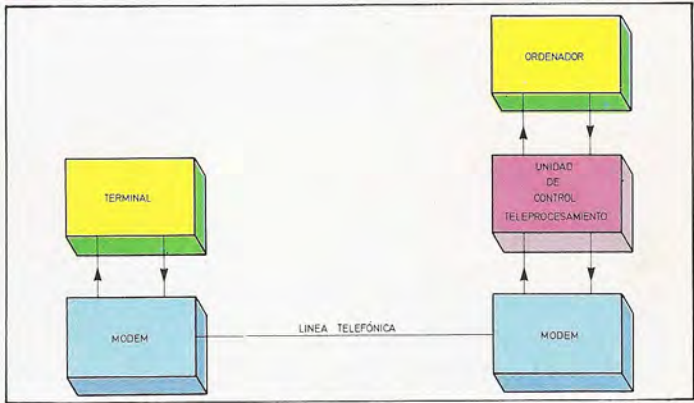 ORDENADOR
UNIDAD
DE
CONTROL
TELEPROCESAMIENTO
TERMINAL
MODEM
LINEA TELEFÓNICA
MODEM